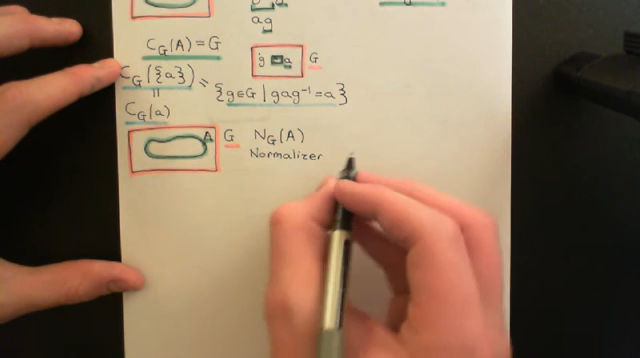 ag
C_G(A) = G
g a G
C_G({a}) = {g∈G | gag⁻¹=a}
"
C_G(a)
A G N_G(A)
Normalizer